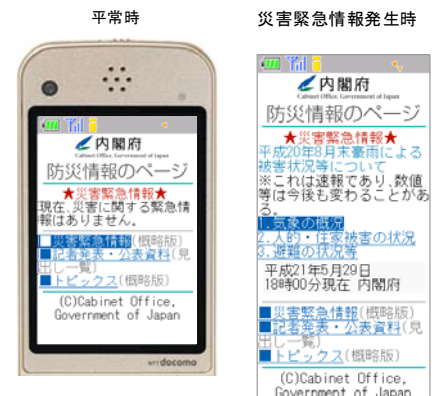 平常時
内閣府
Cabinet Office, Government of Japan
防災情報のページ
★災害緊急情報★
現在、災害に関する緊急情
報はありません。
■災害緊急情報(概略版)
■記者発表・公表資料(見
出し一覧)
■トピックス(概略版)
(C)Cabinet Office,
Government of Japan
docomo
災害緊急情報発生時
内閣府
Cabinet Office, Government of Japan
防災情報のページ
★災害緊急情報★
平成20年8月末豪雨による
被害状況等について
※これは速報であり、数値
等は今後も変わることがあ
る。
1.気象の概況
2.人的・住家被害の状況
3.避難の状況等
平成21年5月29日
18時00分現在 内閣府
■災害緊急情報(概略版)
■記者発表・公表資料(見
出し一覧)
■トピックス(概略版)
(C)Cabinet Office,
Government of Japan